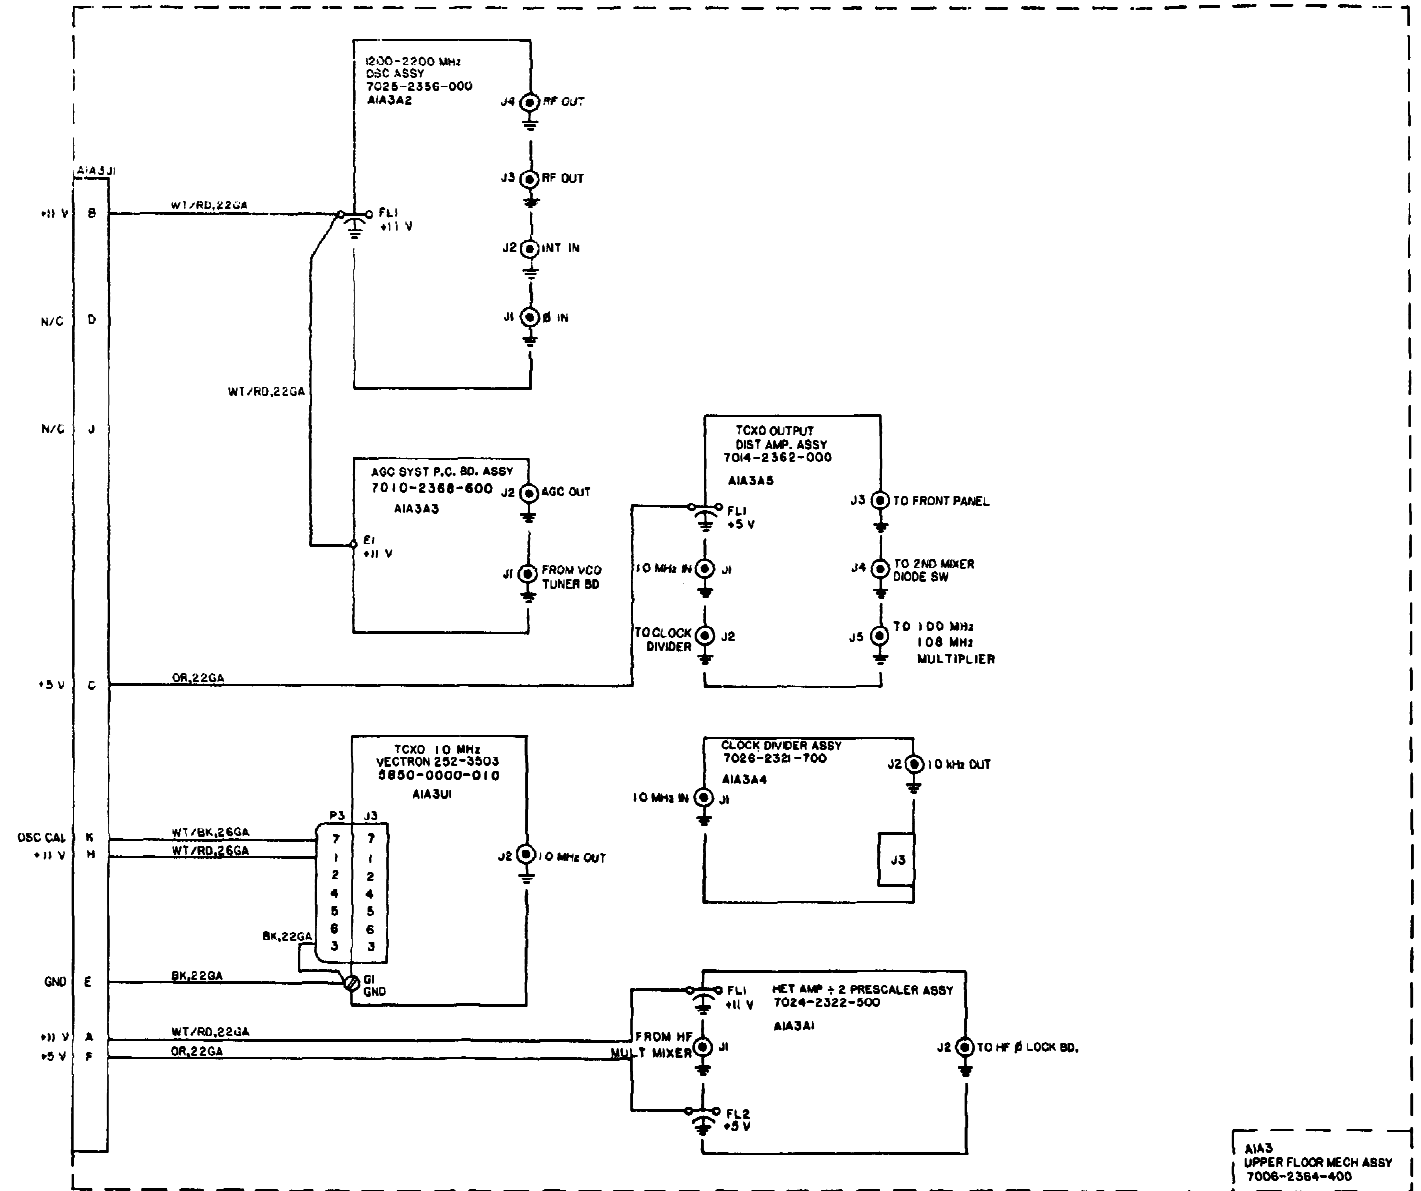 1200-2200 MHz
OSC ASSY
7025-2356-000
A1A3A2
J4 RF OUT
J3 RF OUT
J2 INT IN
J1 Ø IN
A1A3J1
+11 V B WT/RD,22GA
FL1
+11 V
N/C D
WT/RD,22GA
N/C J
AGC SYST P.C. BD. ASSY
7010-2368-600
A1A3A3
J2 AGC OUT
E1
+11 V
J1 FROM VCO
TUNER BD
TCXO OUTPUT
DIST AMP. ASSY
7014-2362-000
A1A3A5
FL1
+5 V
J3 TO FRONT PANEL
10 MHz IN J1
J4 TO 2ND MIXER
DIODE SW
TO CLOCK
DIVIDER
J2
J5 TO 100 MHz
108 MHz
MULTIPLIER
+5 V C OR,22GA
TCXO 10 MHz
VECTRON 252-3503
5850-0000-010
A1A3U1
P3 J3
7 7
1 1
2 2
4 4
5 5
6 6
3 3
J2 10 MHz OUT
OSC CAL K WT/BK,26GA
+11 V H WT/RD,26GA
BK,22GA
GND E BK,22GA
G1
GND
CLOCK DIVIDER ASSY
7026-2321-700
A1A3A4
J2 10 kHz OUT
10 MHz IN J1
J3
+11 V A WT/RD,22GA
+5 V F OR,22GA
FL1
+11 V
HET AMP ÷ 2 PRESCALER ASSY
7024-2322-500
A1A3A1
FROM HF
MULT MIXER
J1
J2 TO HF Ø LOCK BD.
FL2
+5 V
A1A3
UPPER FLOOR MECH ASSY
7006-2364-400